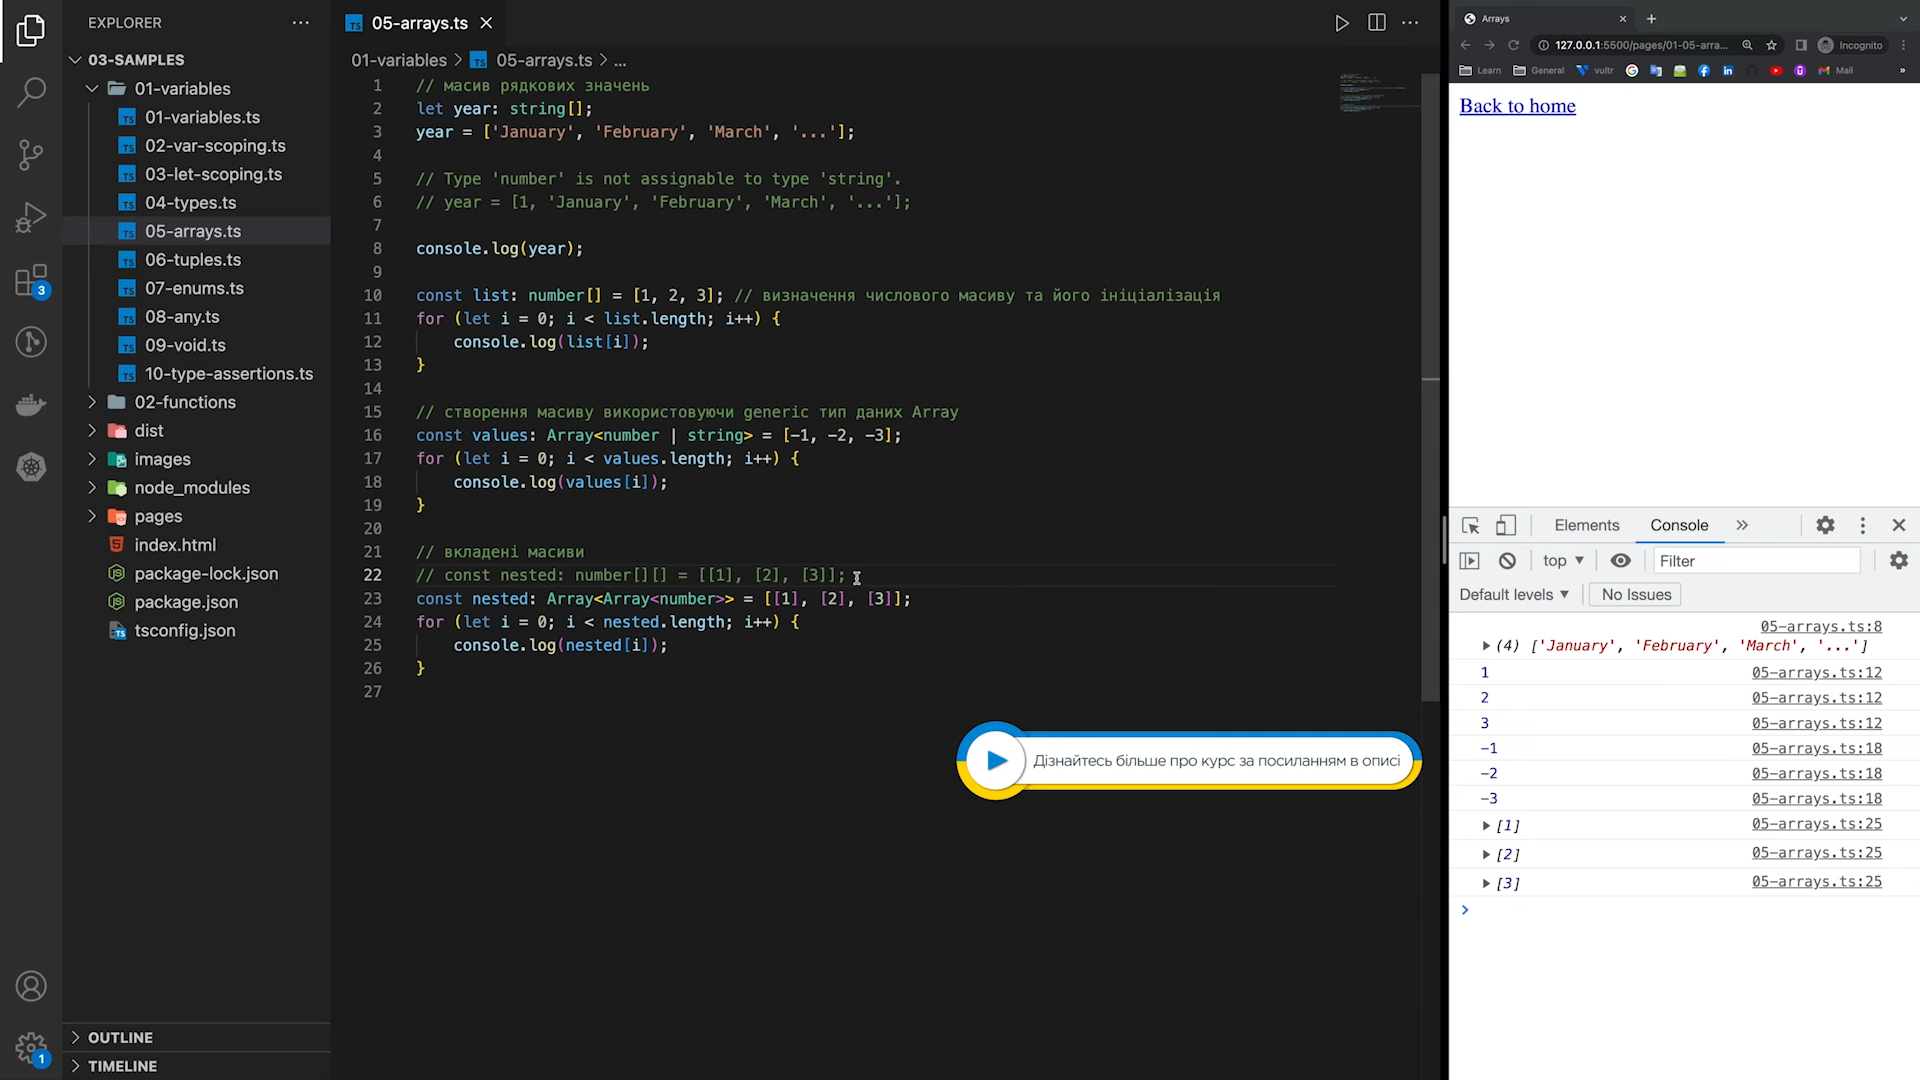 EXPLORER
03-SAMPLES
01-variables
01-variables.ts
02-var-scoping.ts
03-let-scoping.ts
04-types.ts
05-arrays.ts
06-tuples.ts
07-enums.ts
08-any.ts
09-void.ts
10-type-assertions.ts
02-functions
dist
images
node_modules
pages
index.html
package-lock.json
package.json
tsconfig.json
OUTLINE
TIMELINE
3
1
05-arrays.ts
01-variables > 05-arrays.ts > ...
1 // масив рядкових значень
2 let year: string[];
3 year = ['January', 'February', 'March', '...'];
4
5 // Type 'number' is not assignable to type 'string'.
6 // year = [1, 'January', 'February', 'March', '...'];
7
8 console.log(year);
9
10 const list: number[] = [1, 2, 3]; // визначення числового масиву та його ініціалізація
11 for (let i = 0; i < list.length; i++) {
12 console.log(list[i]);
13 }
14
15 // створення масиву використовуючи generic тип даних Array
16 const values: Array<number | string> = [-1, -2, -3];
17 for (let i = 0; i < values.length; i++) {
18 console.log(values[i]);
19 }
20
21 // вкладені масиви
22 // const nested: number[][] = [[1], [2], [3]];
23 const nested: Array<Array<number>> = [[1], [2], [3]];
24 for (let i = 0; i < nested.length; i++) {
25 console.log(nested[i]);
26 }
27
Дізнайтесь більше про курс за посиланням в описі
Arrays
127.0.0.1:5500/pages/01-05-arra...
Incognito
Learn General vultr Mail »
Back to home
Elements Console »
top Filter
Default levels No Issues
05-arrays.ts:8
(4) ['January', 'February', 'March', '...']
1 05-arrays.ts:12
2 05-arrays.ts:12
3 05-arrays.ts:12
-1 05-arrays.ts:18
-2 05-arrays.ts:18
-3 05-arrays.ts:18
[1] 05-arrays.ts:25
[2] 05-arrays.ts:25
[3] 05-arrays.ts:25